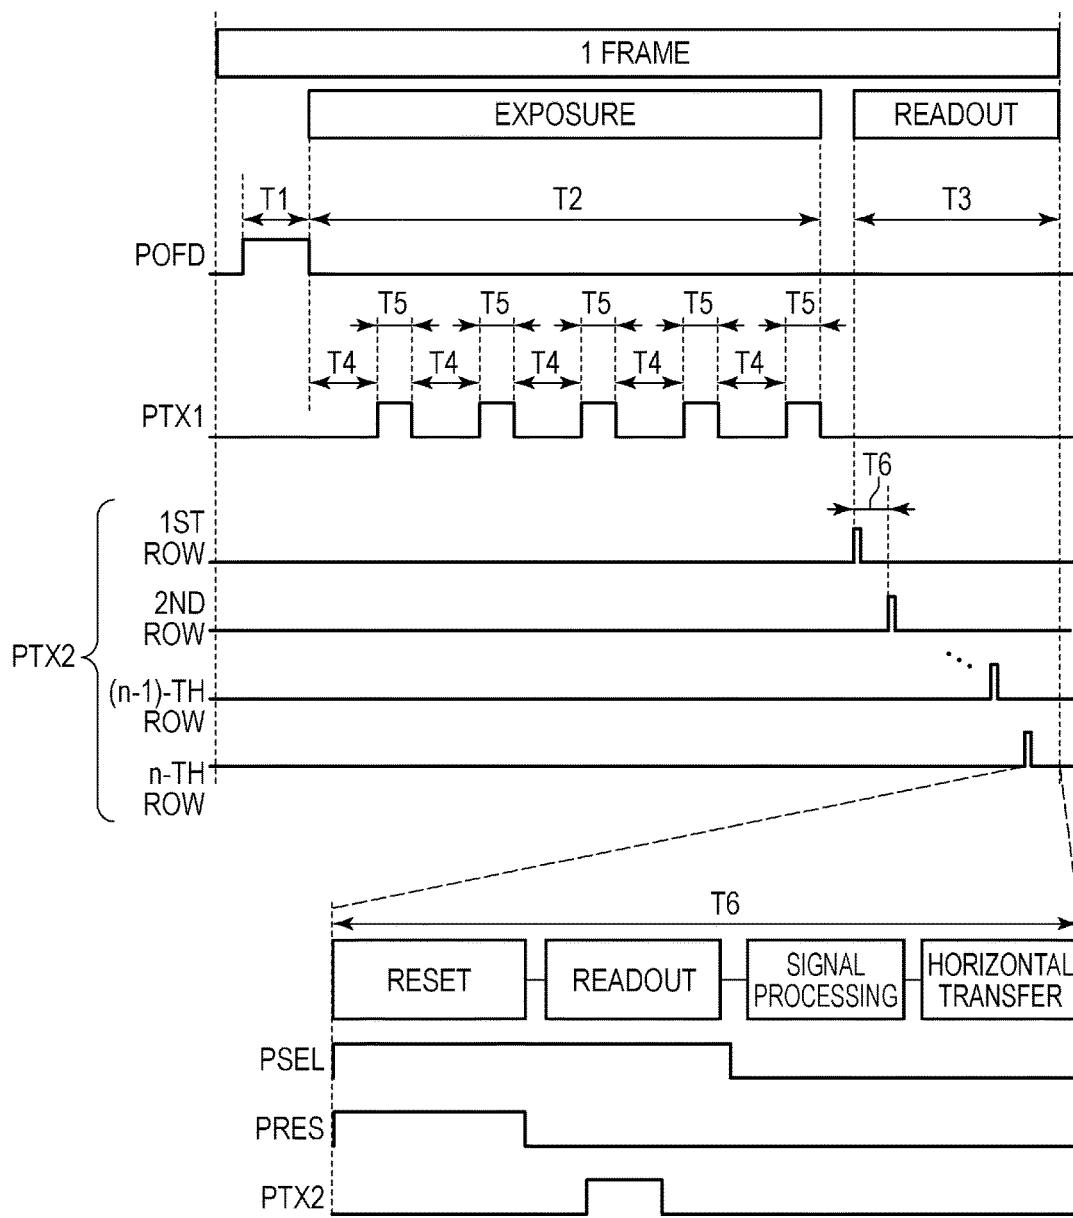 1 FRAME
EXPOSURE
READOUT
T1
T2
T3
POFD
T5
T5
T5
T5
T5
T4
T4
T4
T4
T4
PTX1
T6
1ST
ROW
2ND
ROW
PTX2
(n-1)-TH
ROW
n-TH
ROW
T6
RESET
READOUT
SIGNAL
PROCESSING
HORIZONTAL
TRANSFER
PSEL
PRES
PTX2